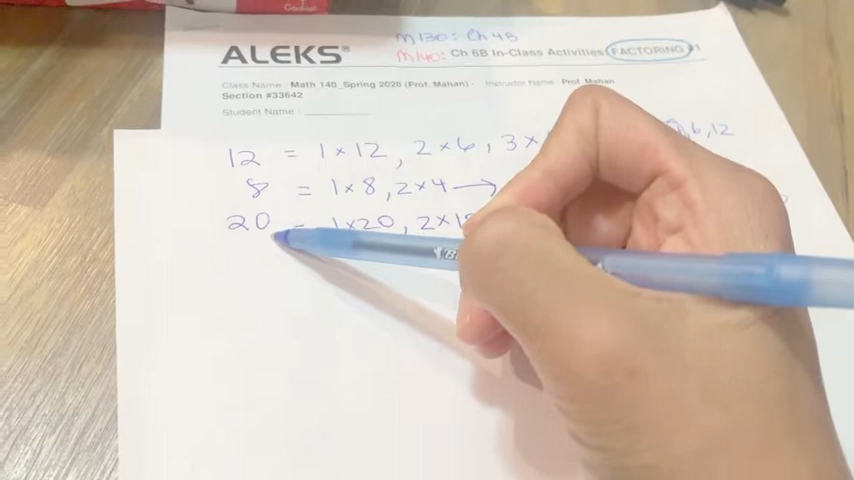 M130: Ch 4B
ALEKS® M140: Ch 6B In-Class Activities FACTORING #1
Class Name : Math 140_Spring 2020 (Prof. Mahan) - Instructor Name : Prof. Mahan
Section #33642
Student Name : ____________
12 = 1×12, 2×6, 3× 6, 12
8 = 1×8, 2×4 →
20 = 1×20, 2×